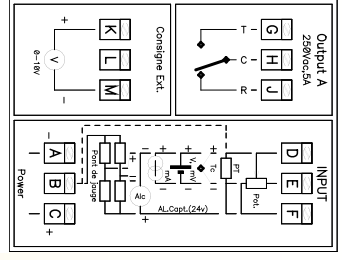 +
0-10V
V
-
K
L
M
Consigne Ext.
T
C
R
G
H
J
Output A
250Vac,5A
-
A
B
C
+
Power
Pont de jauge
+
+
-
-
Alc
+ - + - +
mA
V
mV
Tc
- - -
+
AL.Capt.(24v)
PT
Pot.
D
E
F
INPUT